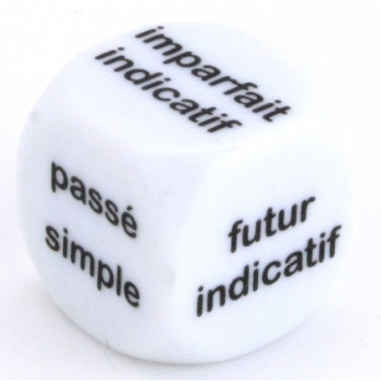 imparfait
indicatif
passé
simple
futur
indicatif